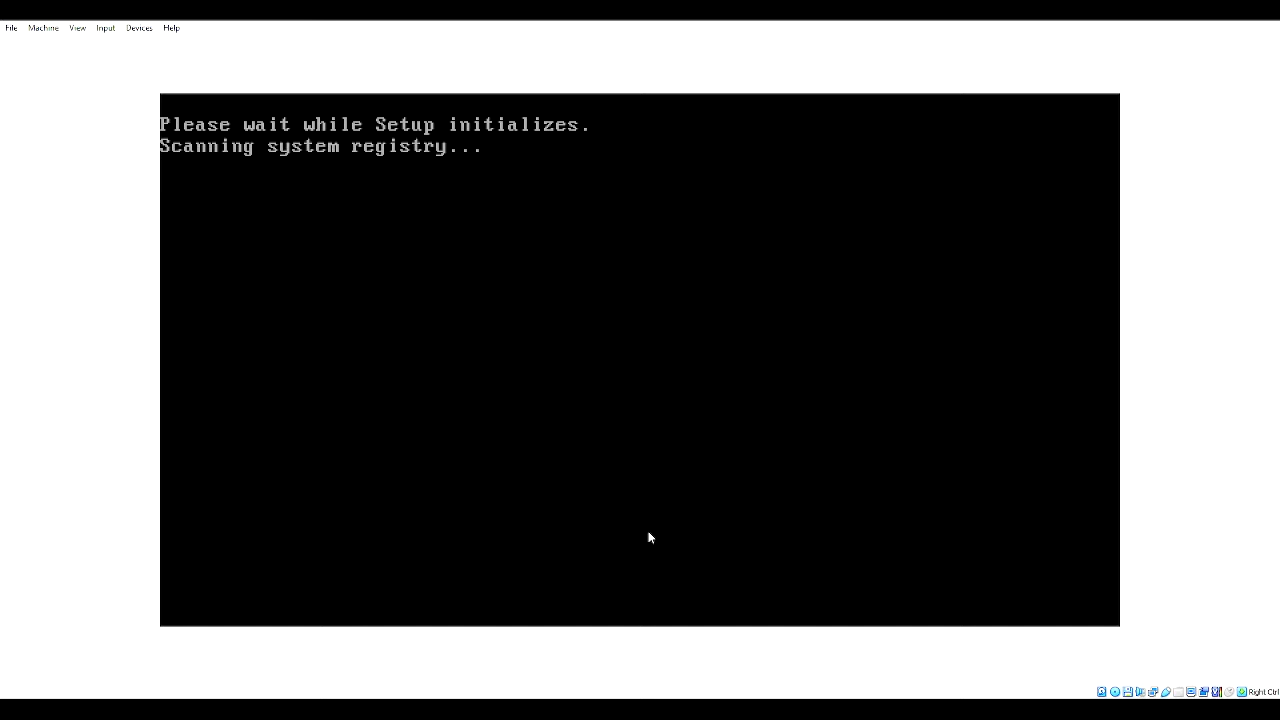 File Machine View Input Devices Help
Please wait while Setup initializes.
Scanning system registry...
Right Ctrl